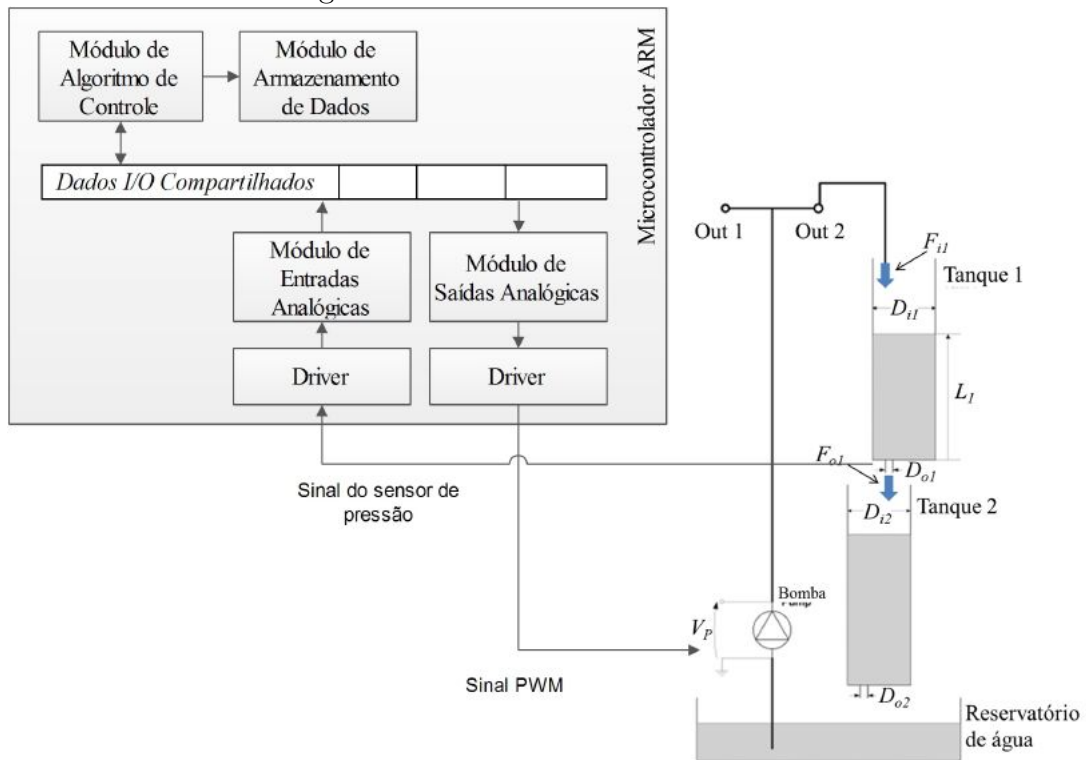 Módulo de
Algoritmo de
Controle
Módulo de
Armazenamento
de Dados
Microcontrolador ARM
Dados I/O Compartilhados
Módulo de
Entradas
Analógicas
Módulo de
Saídas Analógicas
Driver
Driver
Out 1
Out 2
Fi1
Tanque 1
Di1
L1
Fo1
Do1
Sinal do sensor de
pressão
Di2
Tanque 2
Bomba
VP
Sinal PWM
Do2
Reservatório
de água